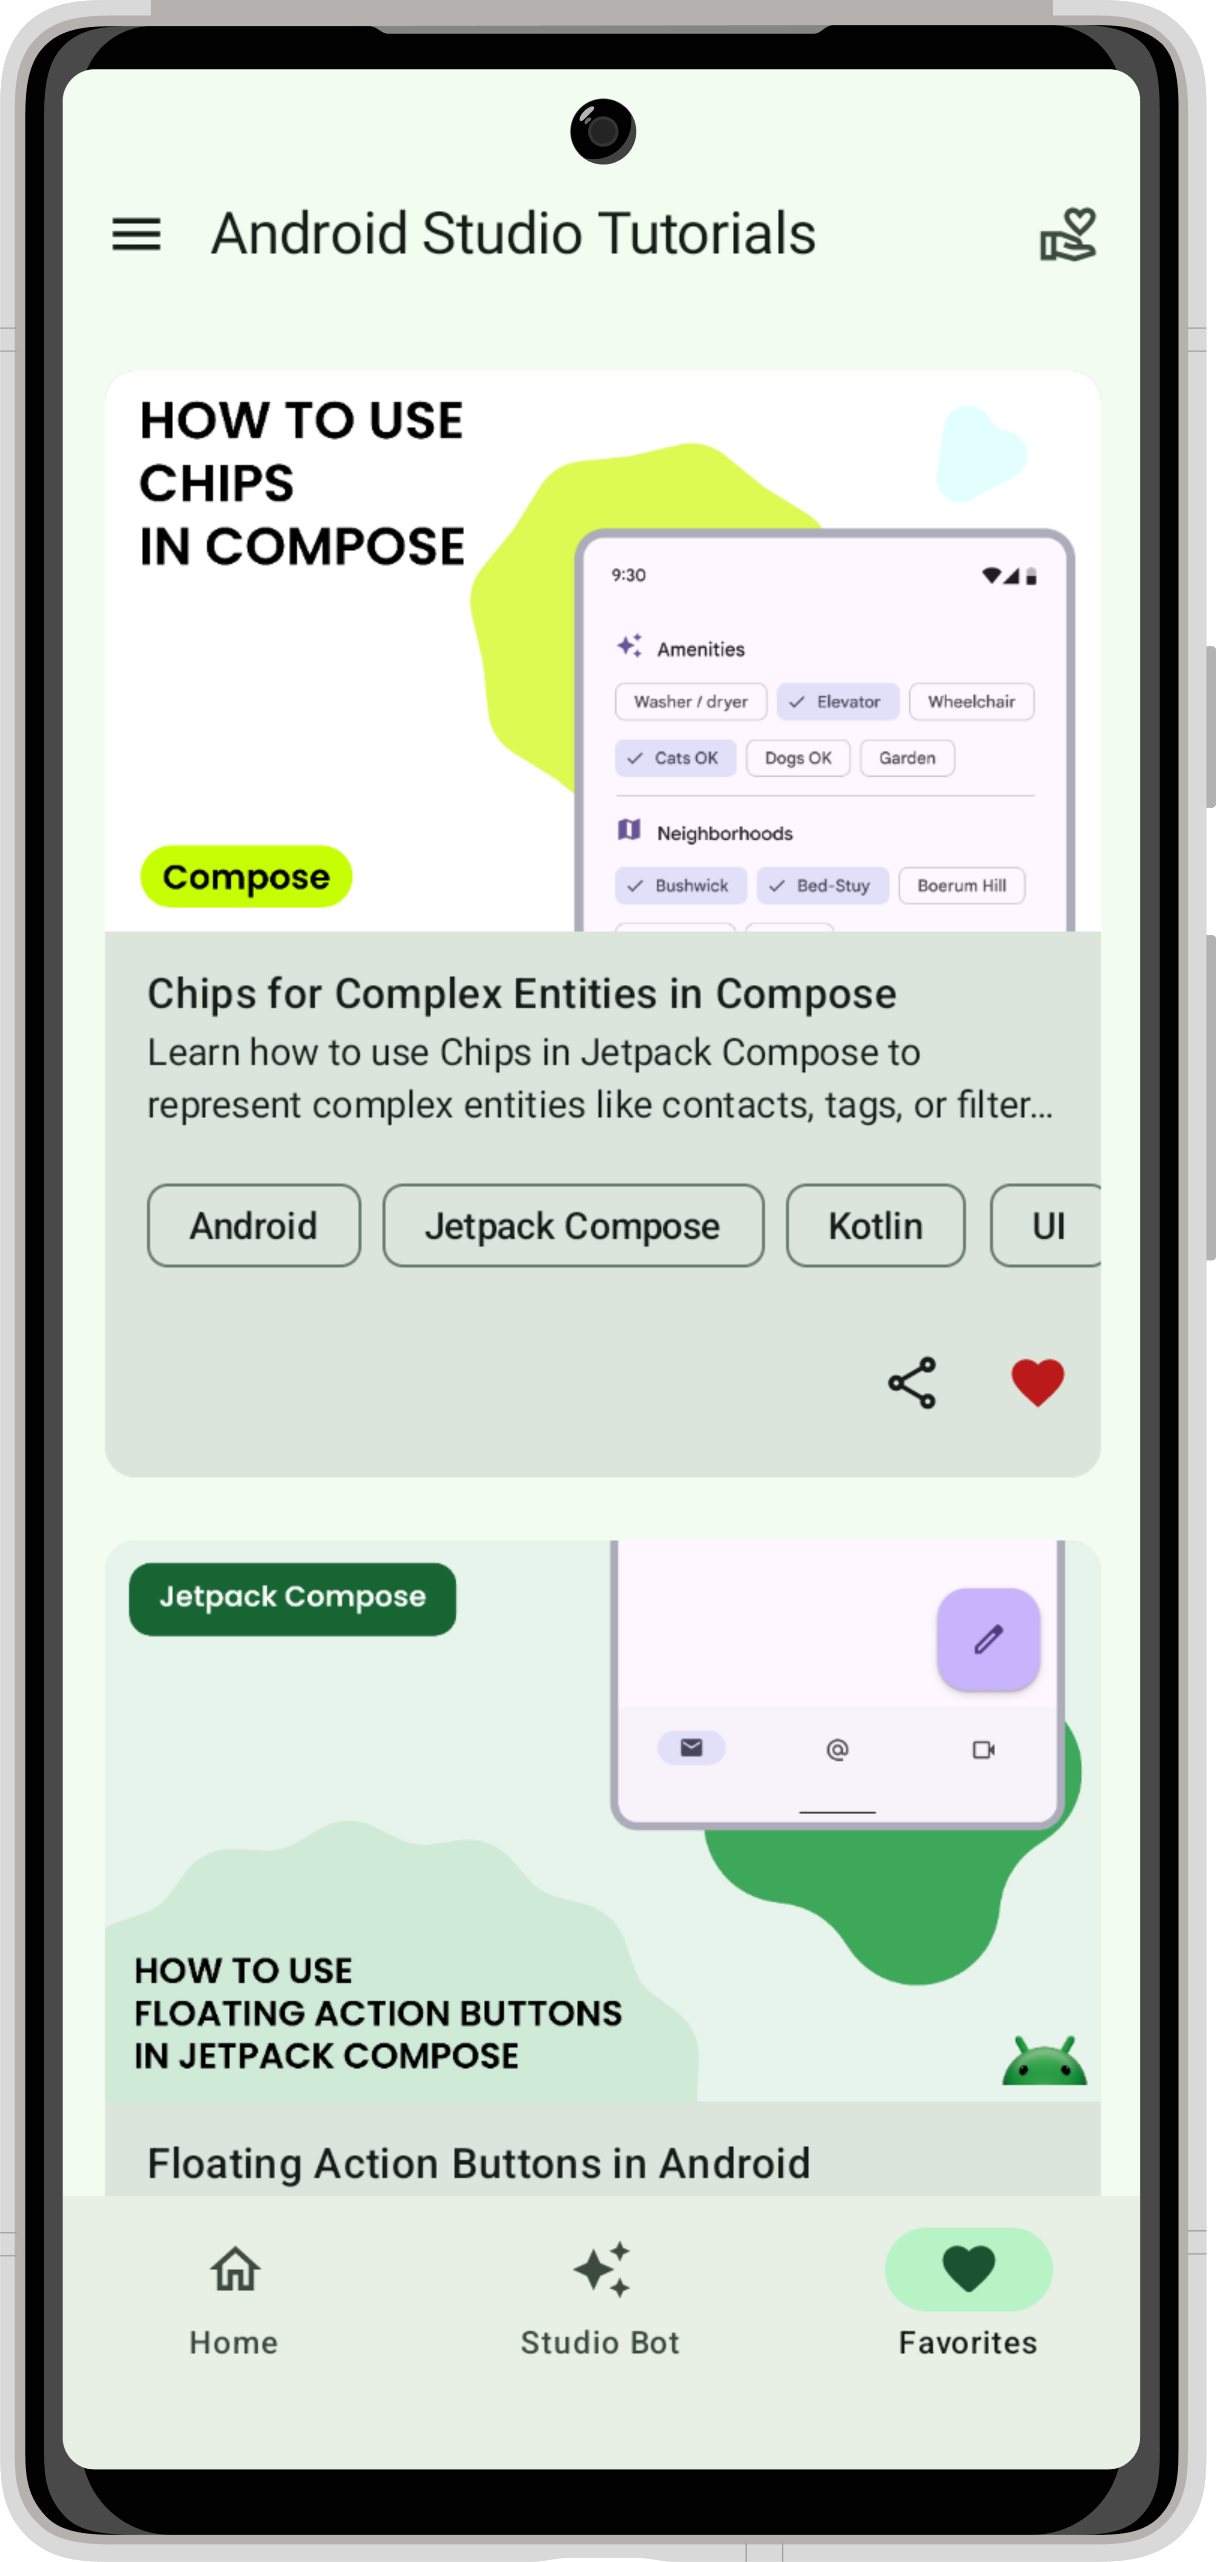 Android Studio Tutorials
HOW TO USE
CHIPS
IN COMPOSE
9:30
Amenities
Washer / dryer Elevator Wheelchair
Cats OK Dogs OK Garden
Neighborhoods
Compose
Bushwick Bed-Stuy Boerum Hill
Chips for Complex Entities in Compose
Learn how to use Chips in Jetpack Compose to
represent complex entities like contacts, tags, or filter...
Android Jetpack Compose Kotlin UI
Jetpack Compose
@
HOW TO USE
FLOATING ACTION BUTTONS
IN JETPACK COMPOSE
Floating Action Buttons in Android
Home Studio Bot Favorites